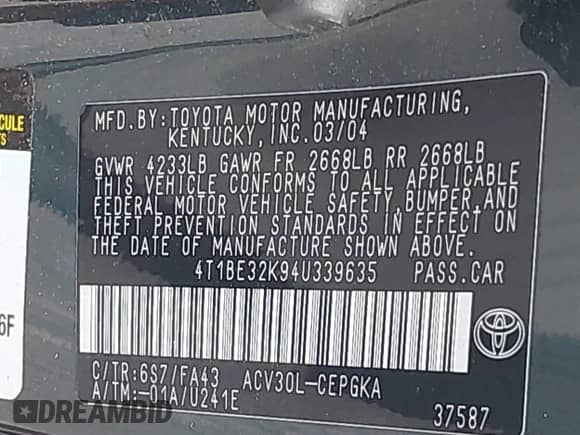 MFD.BY:TOYOTA MOTOR MANUFACTURING,
KENTUCKY,INC.03/04
GVWR 4233LB GAWR FR 2668LB RR 2668LB
THIS VEHICLE CONFORMS TO ALL APPLICABLE
FEDERAL MOTOR VEHICLE SAFETY,BUMPER,AND
THEFT PREVENTION STANDARDS IN EFFECT ON
THE DATE OF MANUFACTURE SHOWN ABOVE.
4T1BE32K94U339635 PASS.CAR
C/TR:6S7/FA43 ACV30L-CEPGKA
A/TM:-01A/U241E
37587
CULE
TS
6F
DREAMBID